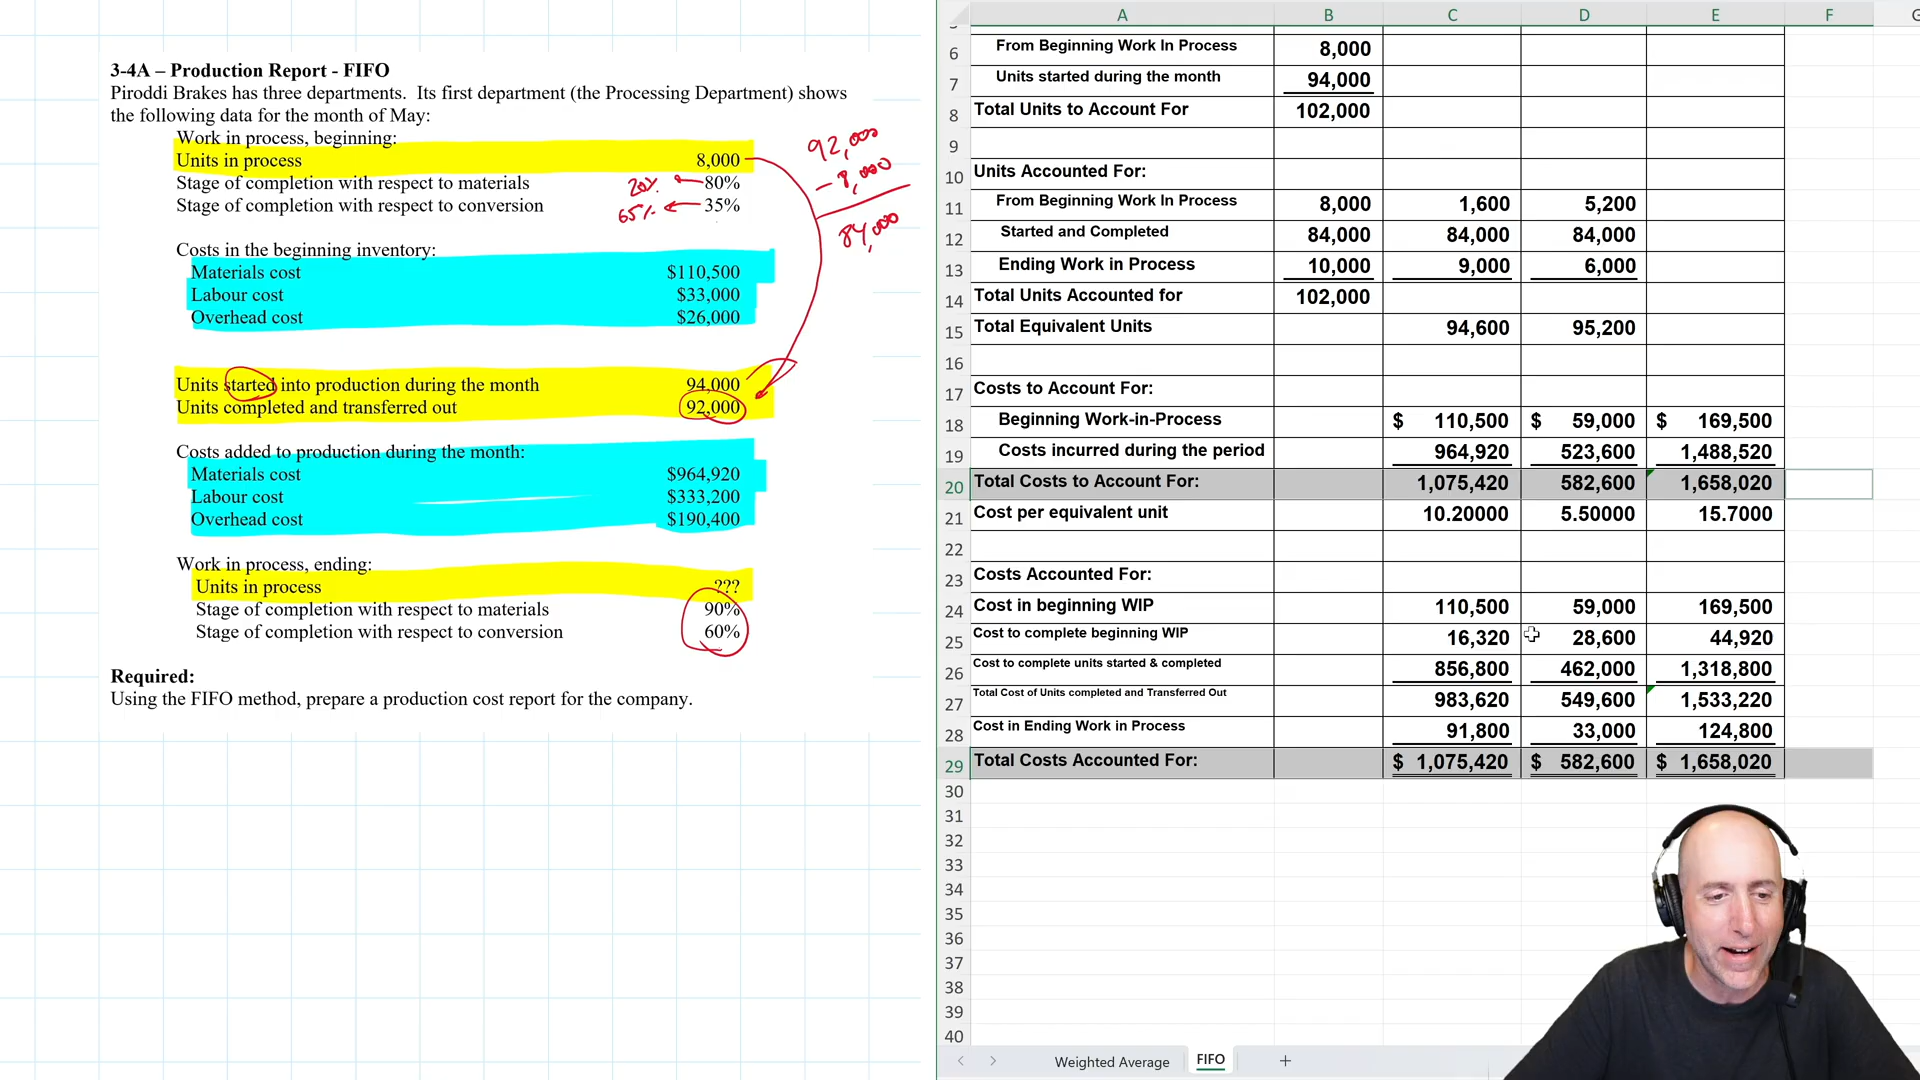 3-4A – Production Report - FIFO
Piroddi Brakes has three departments.  Its first department (the Processing Department) shows
the following data for the month of May:
Work in process, beginning:
Units in process 8,000
Stage of completion with respect to materials 20% 80%
Stage of completion with respect to conversion 65% 35%
92,000
- 8,000
84,000
Costs in the beginning inventory:
Materials cost $110,500
Labour cost $33,000
Overhead cost $26,000
Units started into production during the month 94,000
Units completed and transferred out 92,000
Costs added to production during the month:
Materials cost $964,920
Labour cost $333,200
Overhead cost $190,400
Work in process, ending:
Units in process ???
Stage of completion with respect to materials 90%
Stage of completion with respect to conversion 60%
Required:
Using the FIFO method, prepare a production cost report for the company.
A B C D E F
6 From Beginning Work In Process 8,000
7 Units started during the month 94,000
8 Total Units to Account For 102,000
9
10 Units Accounted For:
11 From Beginning Work In Process 8,000 1,600 5,200
12 Started and Completed 84,000 84,000 84,000
13 Ending Work in Process 10,000 9,000 6,000
14 Total Units Accounted for 102,000
15 Total Equivalent Units 94,600 95,200
16
17 Costs to Account For:
18 Beginning Work-in-Process $ 110,500 $ 59,000 $ 169,500
19 Costs incurred during the period 964,920 523,600 1,488,520
20 Total Costs to Account For: 1,075,420 582,600 1,658,020
21 Cost per equivalent unit 10.20000 5.50000 15.7000
22
23 Costs Accounted For:
24 Cost in beginning WIP 110,500 59,000 169,500
25 Cost to complete beginning WIP 16,320 28,600 44,920
26 Cost to complete units started & completed 856,800 462,000 1,318,800
27 Total Cost of Units completed and Transferred Out 983,620 549,600 1,533,220
28 Cost in Ending Work in Process 91,800 33,000 124,800
29 Total Costs Accounted For: $ 1,075,420 $ 582,600 $ 1,658,020
30
31
32
33
34
35
36
37
38
39
40
Weighted Average FIFO